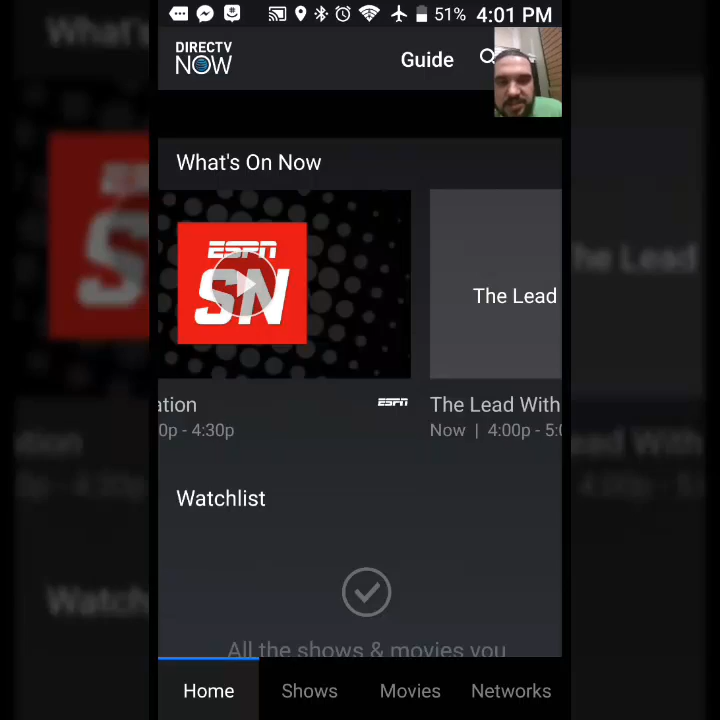 51% 4:01 PM
DIRECTV
NOW
Guide
What's On Now
ESPN
SN
The Lead
ation
ESPN
The Lead With
0p - 4:30p
Now | 4:00p - 5:0
Watchlist
All the shows & movies you
Home
Shows
Movies
Networks